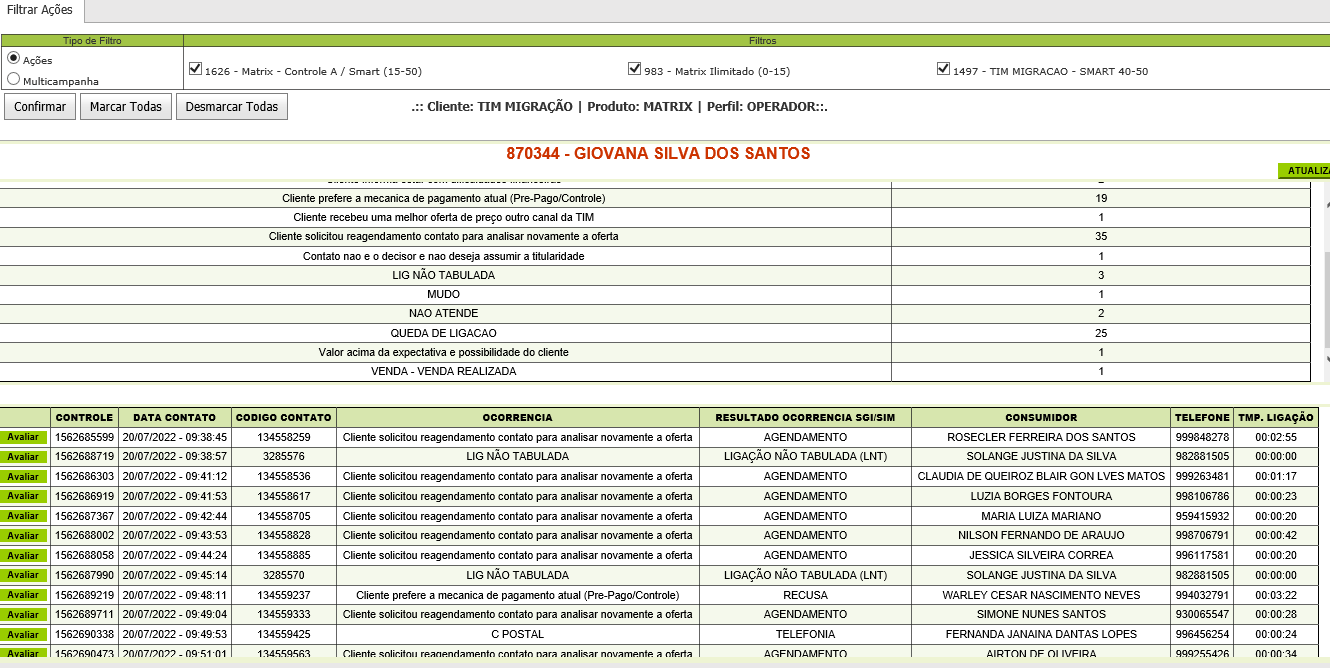 Filtrar Ações
Tipo de Filtro Filtros
Ações
Multicampanha
1626 - Matrix - Controle A / Smart (15-50) 983 - Matrix Ilimitado (0-15) 1497 - TIM MIGRACAO - SMART 40-50
Confirmar Marcar Todas Desmarcar Todas .:: Cliente: TIM MIGRAÇÃO | Produto: MATRIX | Perfil: OPERADOR::.
870344 - GIOVANA SILVA DOS SANTOS
Cliente prefere a mecanica de pagamento atual (Pre-Pago/Controle) 19
Cliente recebeu uma melhor oferta de preço outro canal da TIM 1
Cliente solicitou reagendamento contato para analisar novamente a oferta 35
Contato nao e o decisor e nao deseja assumir a titularidade 1
LIG NÃO TABULADA 3
MUDO 1
NAO ATENDE 2
QUEDA DE LIGACAO 25
Valor acima da expectativa e possibilidade do cliente 1
VENDA - VENDA REALIZADA 1
CONTROLE DATA CONTATO CODIGO CONTATO OCORRENCIA RESULTADO OCORRENCIA SGI/SIM CONSUMIDOR TELEFONE TMP. LIGAÇÃO
Avaliar 1562685599 20/07/2022 - 09:38:45 134558259 Cliente solicitou reagendamento contato para analisar novamente a oferta AGENDAMENTO ROSECLER FERREIRA DOS SANTOS 999848278 00:02:55
Avaliar 1562688719 20/07/2022 - 09:38:57 3285576 LIG NÃO TABULADA LIGAÇÃO NÃO TABULADA (LNT) SOLANGE JUSTINA DA SILVA 982881505 00:00:00
Avaliar 1562686303 20/07/2022 - 09:41:12 134558536 Cliente solicitou reagendamento contato para analisar novamente a oferta AGENDAMENTO CLAUDIA DE QUEIROZ BLAIR GON LVES MATOS 999263481 00:01:17
Avaliar 1562686919 20/07/2022 - 09:41:53 134558617 Cliente solicitou reagendamento contato para analisar novamente a oferta AGENDAMENTO LUZIA BORGES FONTOURA 998106786 00:00:23
Avaliar 1562687367 20/07/2022 - 09:42:44 134558705 Cliente solicitou reagendamento contato para analisar novamente a oferta AGENDAMENTO MARIA LUIZA MARIANO 959415932 00:00:20
Avaliar 1562688002 20/07/2022 - 09:43:53 134558828 Cliente solicitou reagendamento contato para analisar novamente a oferta AGENDAMENTO NILSON FERNANDO DE ARAUJO 998706791 00:00:42
Avaliar 1562688058 20/07/2022 - 09:44:24 134558885 Cliente solicitou reagendamento contato para analisar novamente a oferta AGENDAMENTO JESSICA SILVEIRA CORREA 996117581 00:00:20
Avaliar 1562687990 20/07/2022 - 09:45:14 3285570 LIG NÃO TABULADA LIGAÇÃO NÃO TABULADA (LNT) SOLANGE JUSTINA DA SILVA 982881505 00:00:00
Avaliar 1562689219 20/07/2022 - 09:48:11 134559237 Cliente prefere a mecanica de pagamento atual (Pre-Pago/Controle) RECUSA WARLEY CESAR NASCIMENTO NEVES 994032791 00:03:22
Avaliar 1562689711 20/07/2022 - 09:49:04 134559333 Cliente solicitou reagendamento contato para analisar novamente a oferta AGENDAMENTO SIMONE NUNES SANTOS 930065547 00:00:28
Avaliar 1562690338 20/07/2022 - 09:49:53 134559425 C POSTAL TELEFONIA FERNANDA JANAINA DANTAS LOPES 996456254 00:00:24
Avaliar 1562690473 20/07/2022 - 09:51:01 134559563 Cliente solicitou reagendamento contato para analisar novamente a oferta AGENDAMENTO AIRTON DE OLIVEIRA 999255426 00:00:34